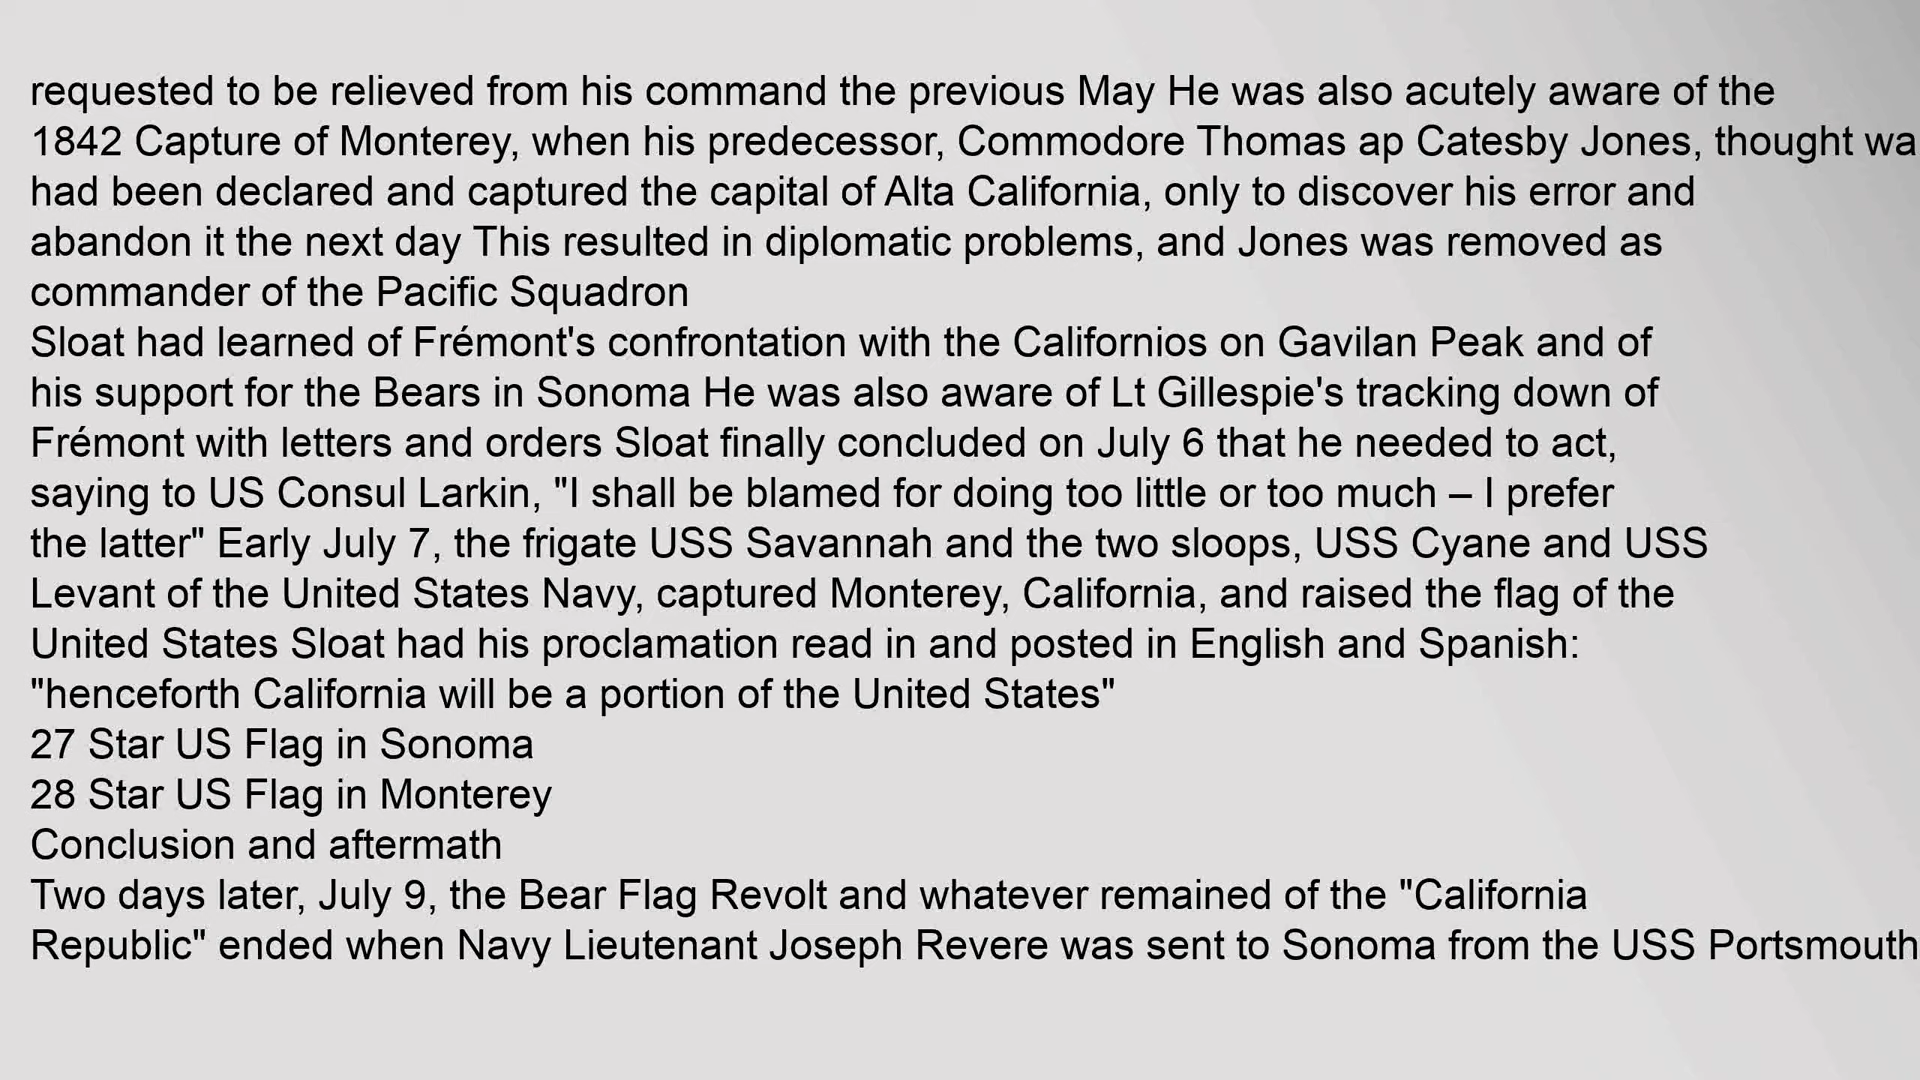 requested to be relieved from his command the previous May He was also acutely aware of the
1842 Capture of Monterey, when his predecessor, Commodore Thomas ap Catesby Jones, thought wa
had been declared and captured the capital of Alta California, only to discover his error and
abandon it the next day This resulted in diplomatic problems, and Jones was removed as
commander of the Pacific Squadron
Sloat had learned of Frémont's confrontation with the Californios on Gavilan Peak and of
his support for the Bears in Sonoma He was also aware of Lt Gillespie's tracking down of
Frémont with letters and orders Sloat finally concluded on July 6 that he needed to act,
saying to US Consul Larkin, "I shall be blamed for doing too little or too much – I prefer
the latter" Early July 7, the frigate USS Savannah and the two sloops, USS Cyane and USS
Levant of the United States Navy, captured Monterey, California, and raised the flag of the
United States Sloat had his proclamation read in and posted in English and Spanish:
"henceforth California will be a portion of the United States"
27 Star US Flag in Sonoma
28 Star US Flag in Monterey
Conclusion and aftermath
Two days later, July 9, the Bear Flag Revolt and whatever remained of the "California
Republic" ended when Navy Lieutenant Joseph Revere was sent to Sonoma from the USS Portsmouth